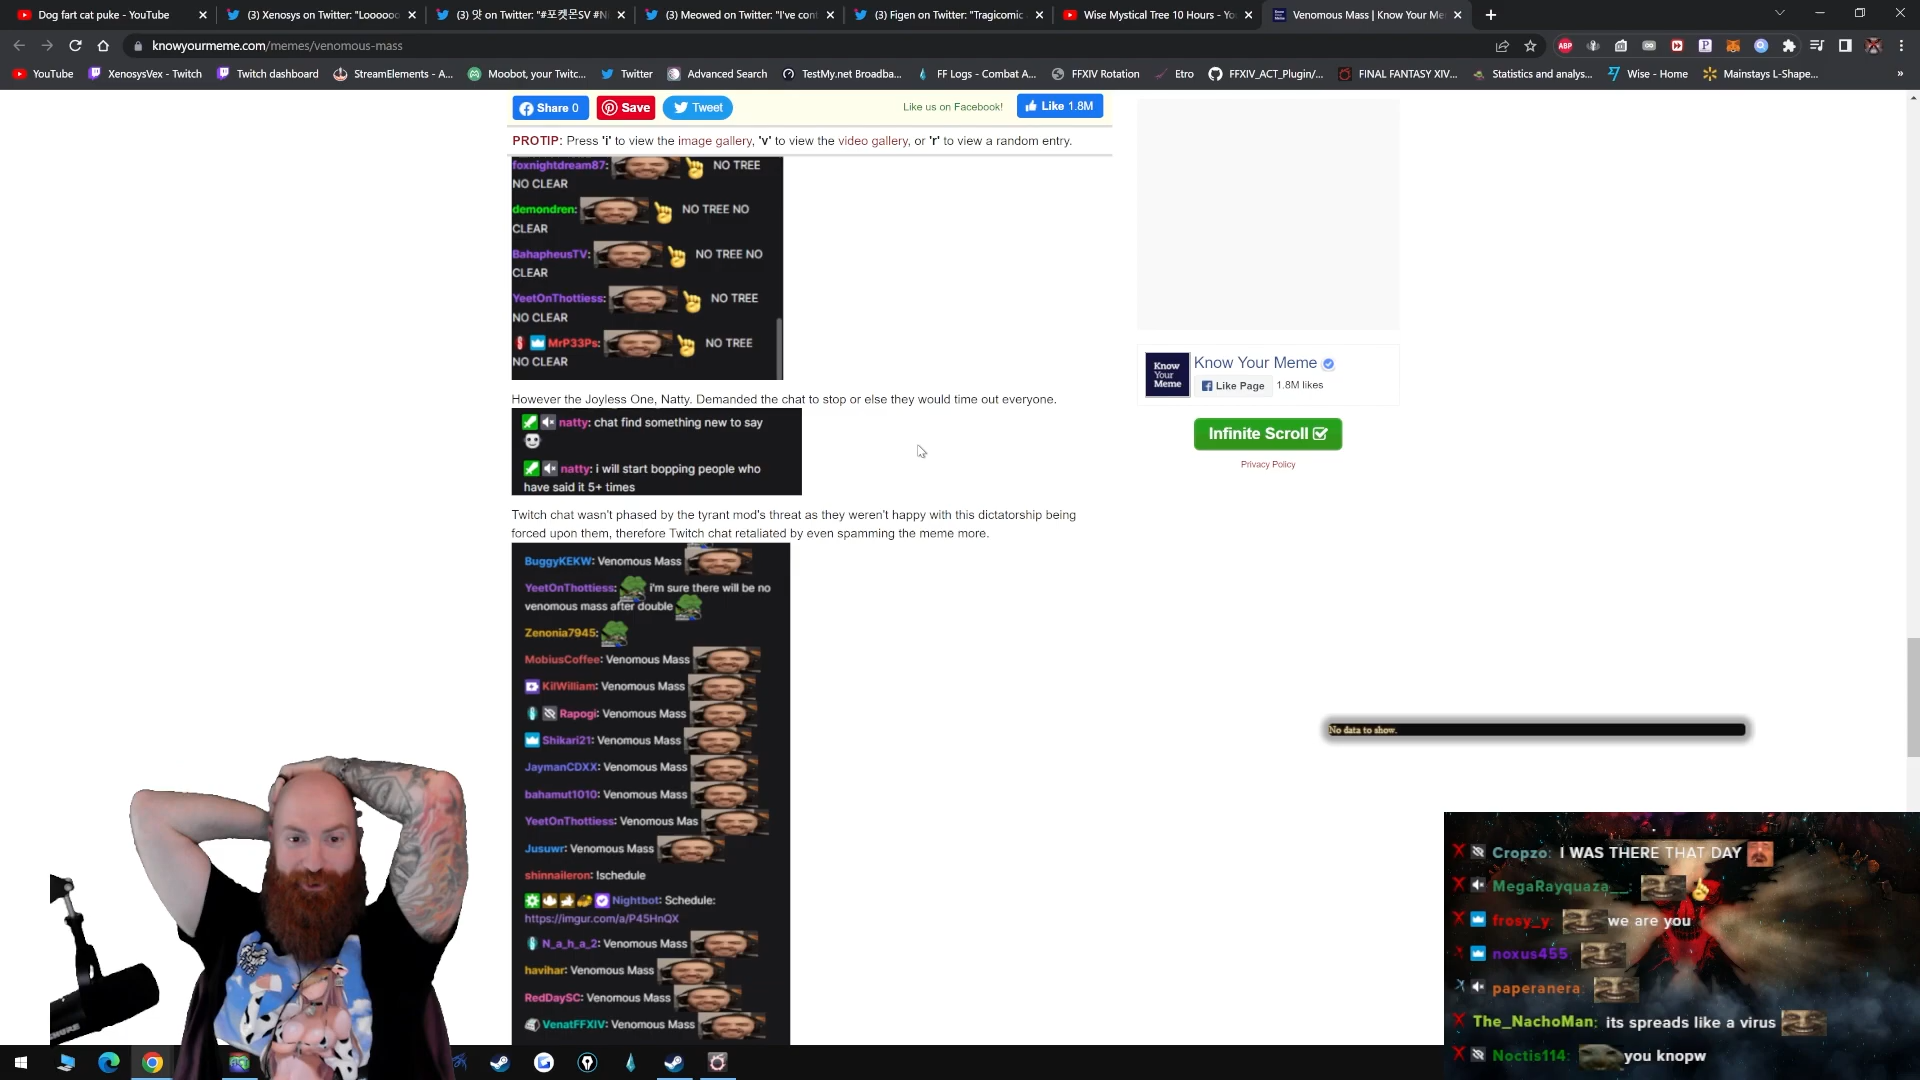 Dog fart cat puke - YouTube
(3) Xenosys on Twitter: "Loooooo
(3) 맛 on Twitter: "#포켓몬SV #Ni
(3) Meowed on Twitter: "I've cont
(3) Figen on Twitter: "Tragicomic
Wise Mystical Tree 10 Hours - Yo
Venomous Mass | Know Your Me
knowyourmeme.com/memes/venomous-mass
YouTube
XenosysVex - Twitch
Twitch dashboard
StreamElements - A...
Moobot, your Twitc...
Twitter
Advanced Search
TestMy.net Broadba...
FF Logs - Combat A...
FFXIV Rotation
Etro
FFXIV_ACT_Plugin/...
FINAL FANTASY XIV...
Statistics and analys...
Wise - Home
Mainstays L-Shape...
Share 0
Save
Tweet
Like us on Facebook!
Like 1.8M
PROTIP: Press 'i' to view the image gallery, 'v' to view the video gallery, or 'r' to view a random entry.
foxnightdream87: NO TREE
NO CLEAR
demondren: NO TREE NO
CLEAR
BahapheusTV: NO TREE NO
CLEAR
YeetOnThottiess: NO TREE
NO CLEAR
MrP33Ps: NO TREE
NO CLEAR
However the Joyless One, Natty. Demanded the chat to stop or else they would time out everyone.
natty: chat find something new to say
natty: i will start bopping people who
have said it 5+ times
Twitch chat wasn't phased by the tyrant mod's threat as they weren't happy with this dictatorship being
forced upon them, therefore Twitch chat retaliated by even spamming the meme more.
BuggyKEKW: Venomous Mass
YeetOnThottiess: i'm sure there will be no
venomous mass after double
Zenonia7945:
MobiusCoffee: Venomous Mass
KilWilliam: Venomous Mass
Rapogi: Venomous Mass
Shikari21: Venomous Mass
JaymanCDXX: Venomous Mass
bahamut1010: Venomous Mass
YeetOnThottiess: Venomous Mas
Jusuwr: Venomous Mass
shinnaileron: !schedule
Nightbot: Schedule:
https://imgur.com/a/P45HnQX
N_a_h_a_2: Venomous Mass
havihar: Venomous Mass
RedDaySC: Venomous Mass
VenatFFXIV: Venomous Mass
Know
Your
Meme
Know Your Meme
Like Page
1.8M likes
Infinite Scroll
Privacy Policy
No data to show.
Cropzo: I WAS THERE THAT DAY
MegaRayquaza__:
frosy_y: we are you
noxus455
paperanera
The_NachoMan: its spreads like a virus
Noctis114: you knopw